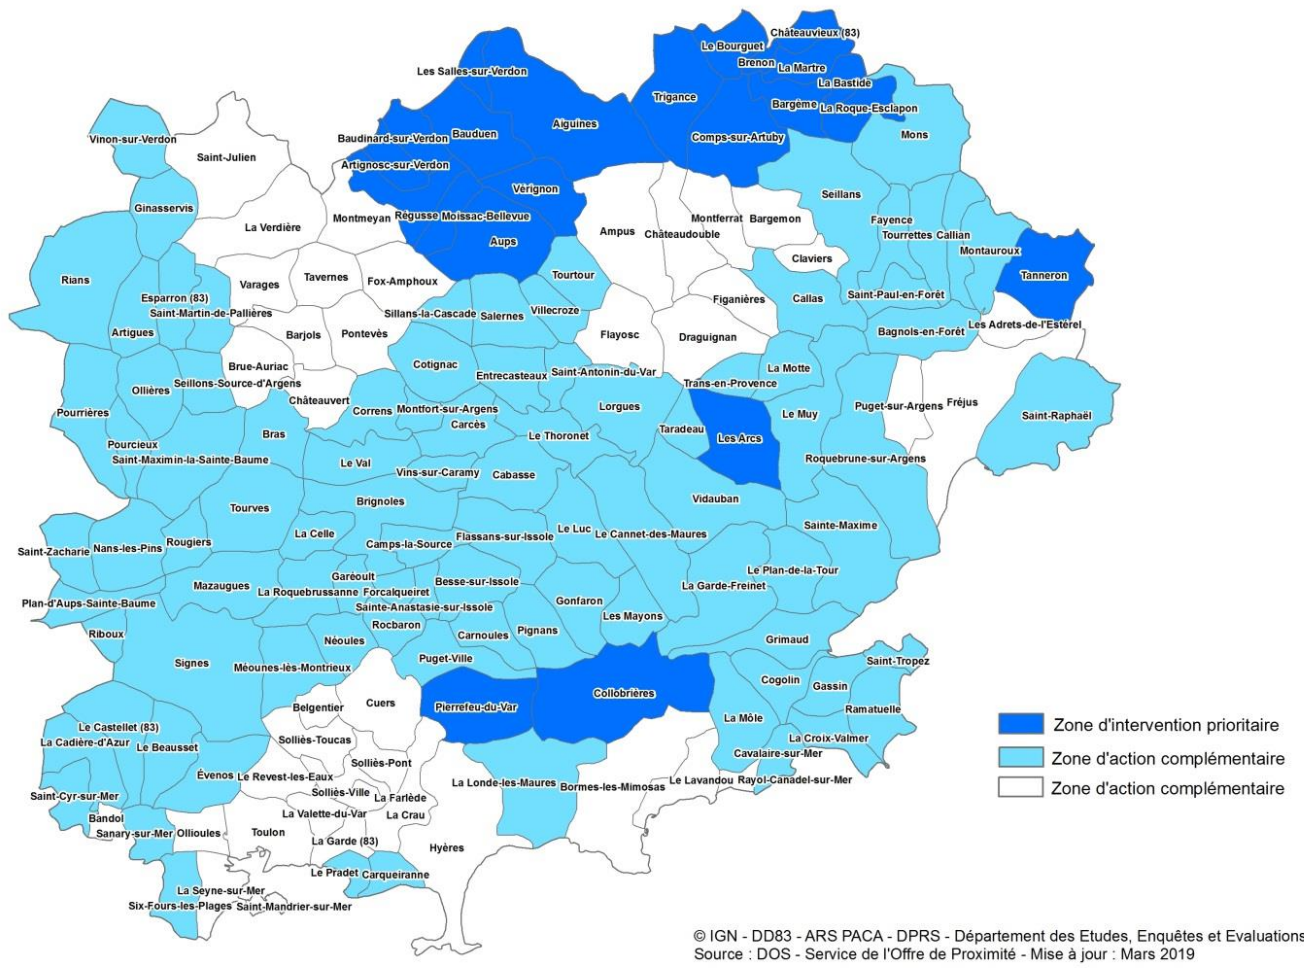 Châteauvieux (83)
Le Bourguet
Brenon
La Martre
Les Salles-sur-Verdon
La Bastide
Trigance
Bargème
La Roque-Esclapon
Aiguines
Bauduen
Mons
Vinon-sur-Verdon
Baudinard-sur-Verdon
Comps-sur-Artuby
Saint-Julien
Artignosc-sur-Verdon
Vérignon
Seillans
Ginasservis
Régusse
Moissac-Bellevue
Montmeyan
Montferrat
Bargemon
Fayence
La Verdière
Ampus
Châteaudouble
Tourrettes
Callian
Aups
Montauroux
Claviers
Tourtour
Tanneron
Rians
Tavernes
Fox-Amphoux
Varages
Esparron (83)
Saint-Paul-en-Forêt
Callas
Figanières
Saint-Martin-de-Pallières
Sillans-la-Cascade
Salernes
Villecroze
Les Adrets-de-l'Estérel
Artigues
Barjols
Pontevès
Flayosc
Draguignan
Bagnols-en-Forêt
Brue-Auriac
Cotignac
La Motte
Saint-Antonin-du-Var
Entrecasteaux
Seillons-Source-d'Argens
Trans-en-Provence
Ollières
Châteauvert
Fréjus
Puget-sur-Argens
Lorgues
Correns
Montfort-sur-Argens
Pourrières
Le Muy
Saint-Raphaël
Carcès
Taradeau
Bras
Le Thoronet
Les Arcs
Pourcieux
Saint-Maximin-la-Sainte-Baume
Roquebrune-sur-Argens
Le Val
Vins-sur-Caramy
Cabasse
Vidauban
Brignoles
Tourves
Sainte-Maxime
Le Luc
Le Cannet-des-Maures
La Celle
Flassans-sur-Issole
Rougiers
Camps-la-Source
Nans-les-Pins
Saint-Zacharie
Le Plan-de-la-Tour
Garéoult
Besse-sur-Issole
Mazaugues
La Garde-Freinet
La Roquebrussanne
Forcalqueiret
Gonfaron
Plan-d'Aups-Sainte-Baume
Sainte-Anastasie-sur-Issole
Les Mayons
Rocbaron
Pignans
Riboux
Carnoules
Néoules
Grimaud
Puget-Ville
Signes
Méounes-lès-Montrieux
Saint-Tropez
Cogolin
Gassin
Collobrières
Cuers
Belgentier
Pierrefeu-du-Var
Ramatuelle
La Môle
Le Castellet (83)
La Croix-Valmer
Solliès-Toucas
La Cadière-d'Azur
Le Beausset
Cavalaire-sur-Mer
Solliès-Pont
Évenos
Le Revest-les-Eaux
Le Lavandou
Rayol-Canadel-sur-Mer
La Londe-les-Maures
Bormes-les-Mimosas
Solliès-Ville
Saint-Cyr-sur-Mer
La Farlède
La Valette-du-Var
La Crau
Bandol
Sanary-sur-Mer
Ollioules
Toulon
La Garde (83)
Hyères
Le Pradet
Carqueiranne
La Seyne-sur-Mer
Six-Fours-les-Plages
Saint-Mandrier-sur-Mer
Zone d'intervention prioritaire
Zone d'action complémentaire
Zone d'action complémentaire
© IGN - DD83 - ARS PACA - DPRS - Département des Etudes, Enquêtes et Evaluations
Source : DOS - Service de l'Offre de Proximité - Mise à jour : Mars 2019